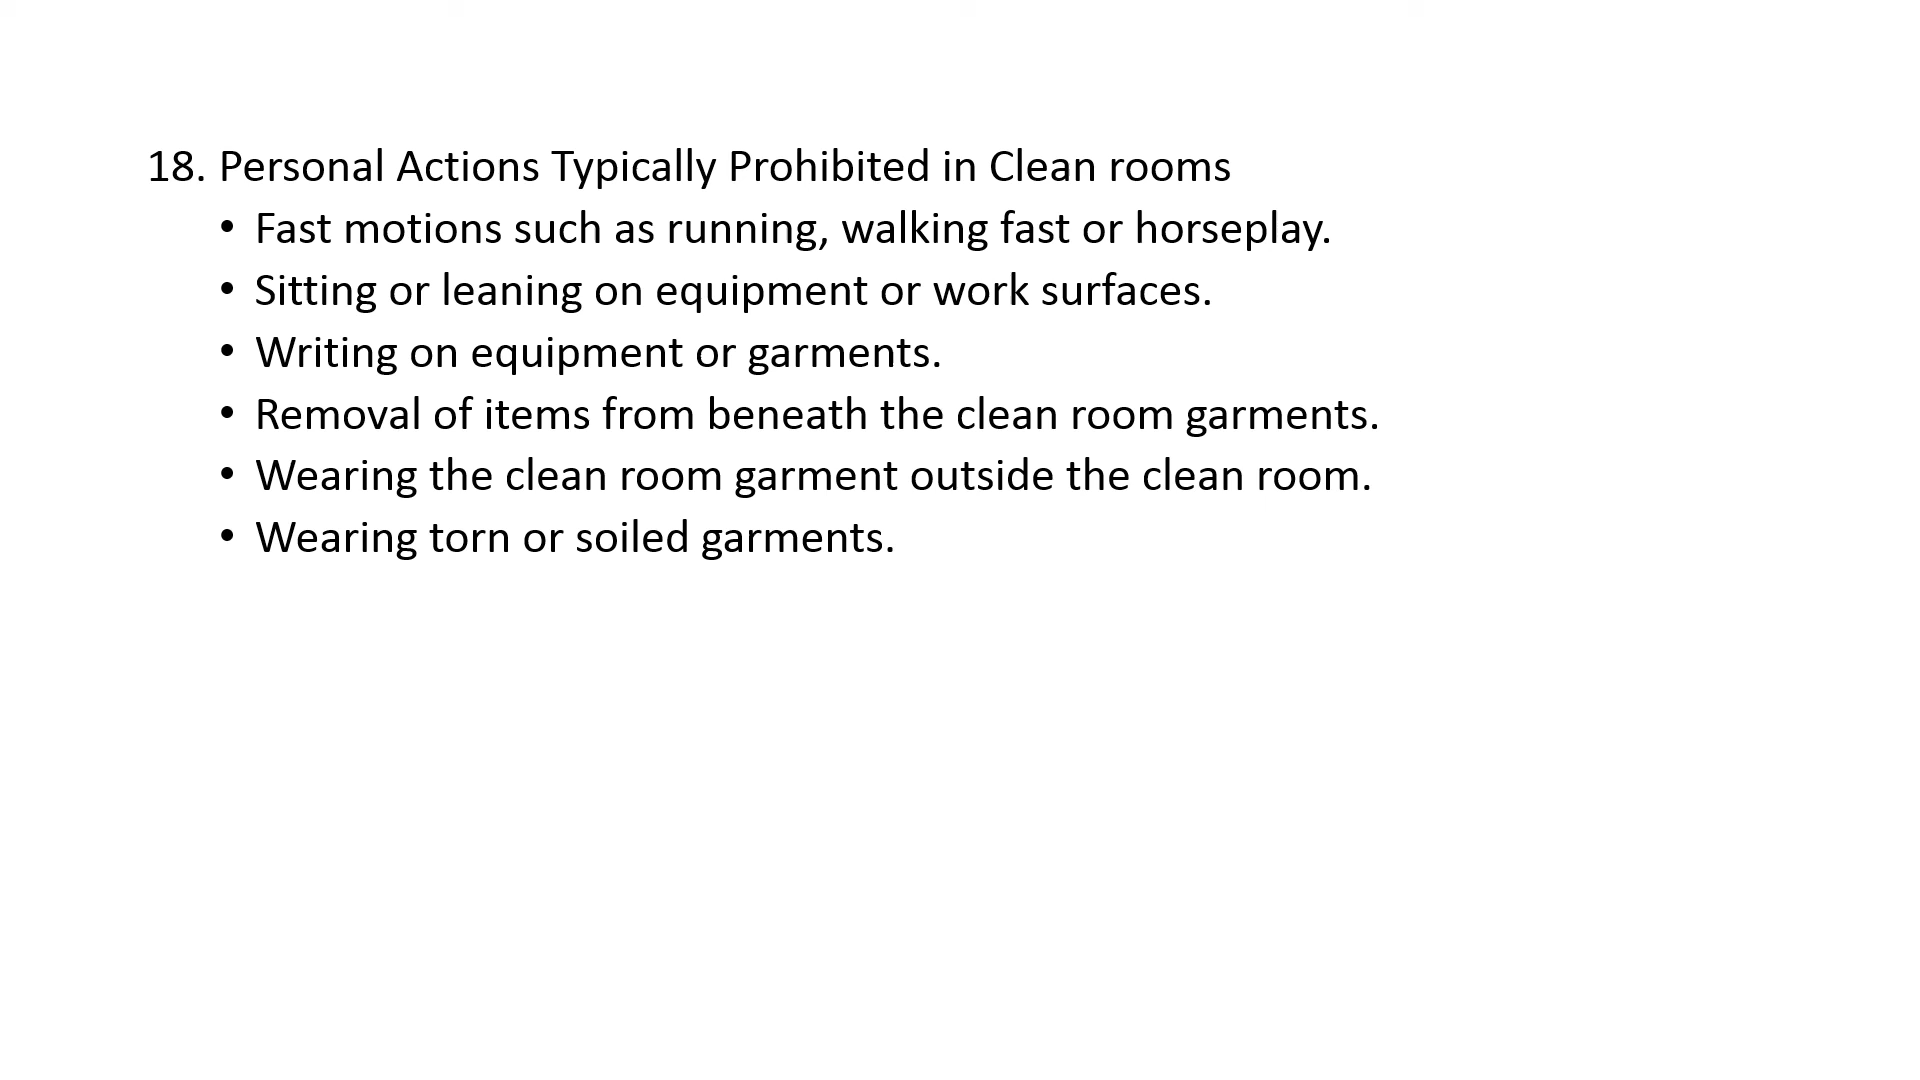 18. Personal Actions Typically Prohibited in Clean rooms
• Fast motions such as running, walking fast or horseplay.
• Sitting or leaning on equipment or work surfaces.
• Writing on equipment or garments.
• Removal of items from beneath the clean room garments.
• Wearing the clean room garment outside the clean room.
• Wearing torn or soiled garments.